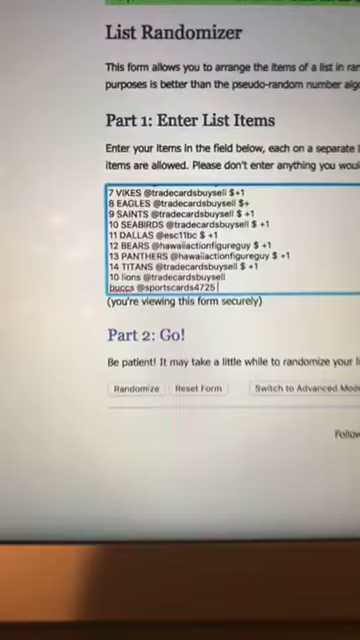 List Randomizer
This form allows you to arrange the items of a list in ran
purposes is better than the pseudo-random number algo
Part 1: Enter List Items
Enter your items in the field below, each on a separate l
items are allowed. Please don't enter anything you woul
7 VIKES @tradecardsbuysell $+1
8 EAGLES @tradecardsbuysell $+
9 SAINTS @tradecardsbuysell $ +1
10 SEABIRDS @tradecardsbuysell $ +1
11 DALLAS @esc11bc $ +1
12 BEARS @hawaiiactionfigureguy $ +1
13 PANTHERS @hawaiiactionfigureguy $ +1
14 TITANS @tradecardsbuysell $ +1
10 lions @tradecardsbuysell
buccs @sportscards4725
(you're viewing this form securely)
Part 2: Go!
Be patient! It may take a little while to randomize your li
Randomize Reset Form Switch to Advanced Mode
Follow